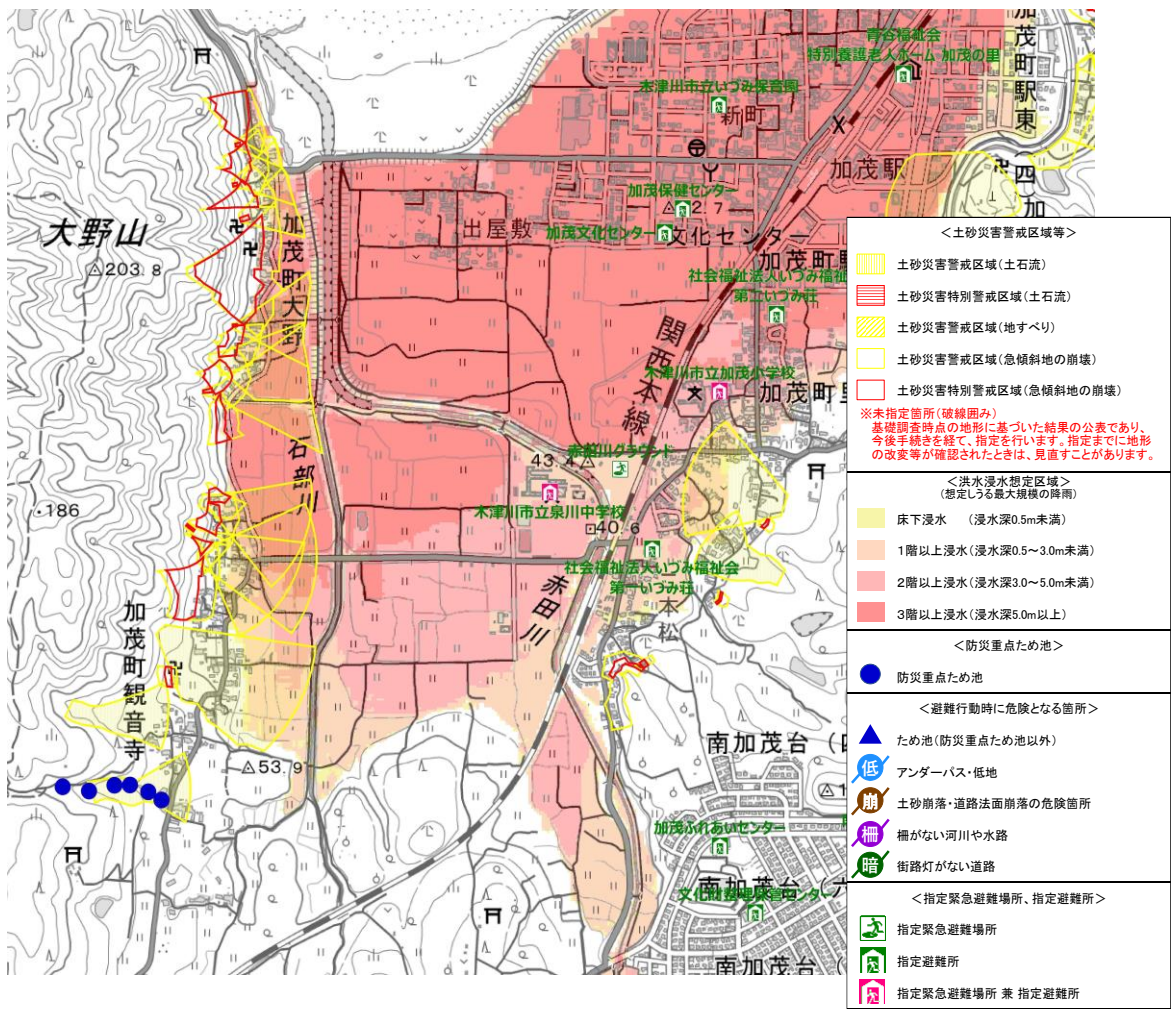 青谷福祉会
特別養護老人ホーム 加茂の里
木津川市立いづみ保育園
新町
加茂町駅東
加茂駅
四
加
加茂保健センター
出屋敷
加茂文化センター
文化センター
大野山
203.8
加茂町大野
社会福祉法人いづみ福祉
第二いづみ荘
関西本線
木津川市立加茂小学校
加茂町里
石部川
赤田川グラウンド
43.4
木津川市立泉川中学校
40.6
186
社会福祉法人いづみ福祉会
第一いづみ荘
赤田川
本松
加茂町観音寺
53.9
南加茂台
加茂ふれあいセンター
南加茂台
文化財整理保管センター
南加茂台
<土砂災害警戒区域等>
土砂災害警戒区域(土石流)
土砂災害特別警戒区域(土石流)
土砂災害警戒区域(地すべり)
土砂災害警戒区域(急傾斜地の崩壊)
土砂災害特別警戒区域(急傾斜地の崩壊)
※未指定箇所(破線囲み)
基礎調査時点の地形に基づいた結果の公表であり、
今後手続きを経て、指定を行います。指定までに地形
の改変等が確認されたときは、見直すことがあります。
<洪水浸水想定区域>
(想定しうる最大規模の降雨)
床下浸水 (浸水深0.5m未満)
1階以上浸水(浸水深0.5~3.0m未満)
2階以上浸水(浸水深3.0~5.0m未満)
3階以上浸水(浸水深5.0m以上)
<防災重点ため池>
防災重点ため池
<避難行動時に危険となる箇所>
ため池(防災重点ため池以外)
低 アンダーパス・低地
崩 土砂崩落・道路法面崩落の危険箇所
柵 柵がない河川や水路
暗 街路灯がない道路
<指定緊急避難場所、指定避難所>
指定緊急避難場所
指定避難所
指定緊急避難場所 兼 指定避難所